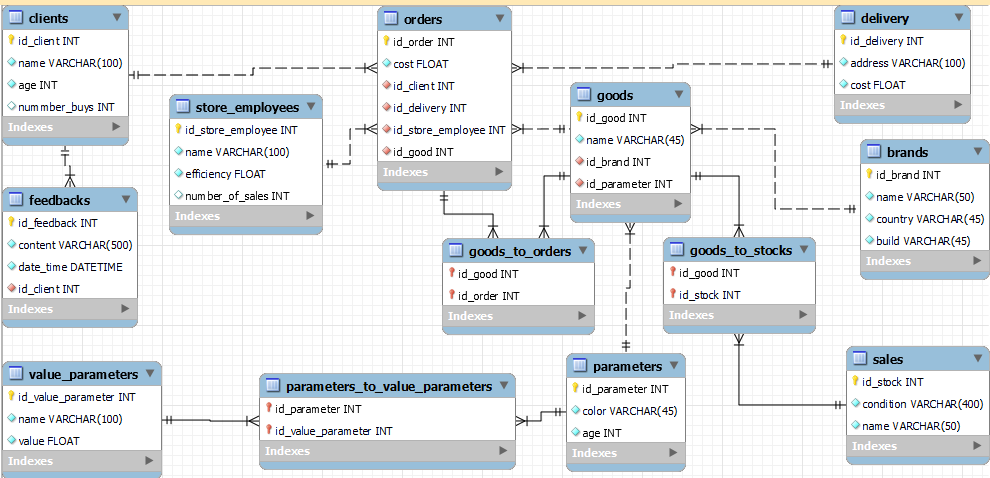 clients
id_client INT
name VARCHAR(100)
age INT
nummber_buys INT
Indexes
store_employees
id_store_employee INT
name VARCHAR(100)
efficiency FLOAT
number_of_sales INT
Indexes
orders
id_order INT
cost FLOAT
id_client INT
id_delivery INT
id_store_employee INT
id_good INT
Indexes
goods
id_good INT
name VARCHAR(45)
id_brand INT
id_parameter INT
Indexes
delivery
id_delivery INT
address VARCHAR(100)
cost FLOAT
Indexes
brands
id_brand INT
name VARCHAR(50)
country VARCHAR(45)
build VARCHAR(45)
Indexes
feedbacks
id_feedback INT
content VARCHAR(500)
date_time DATETIME
id_client INT
Indexes
goods_to_orders
id_good INT
id_order INT
Indexes
goods_to_stocks
id_good INT
id_stock INT
Indexes
value_parameters
id_value_parameter INT
name VARCHAR(100)
value FLOAT
Indexes
parameters_to_value_parameters
id_parameter INT
id_value_parameter INT
Indexes
parameters
id_parameter INT
color VARCHAR(45)
age INT
Indexes
sales
id_stock INT
condition VARCHAR(400)
name VARCHAR(50)
Indexes